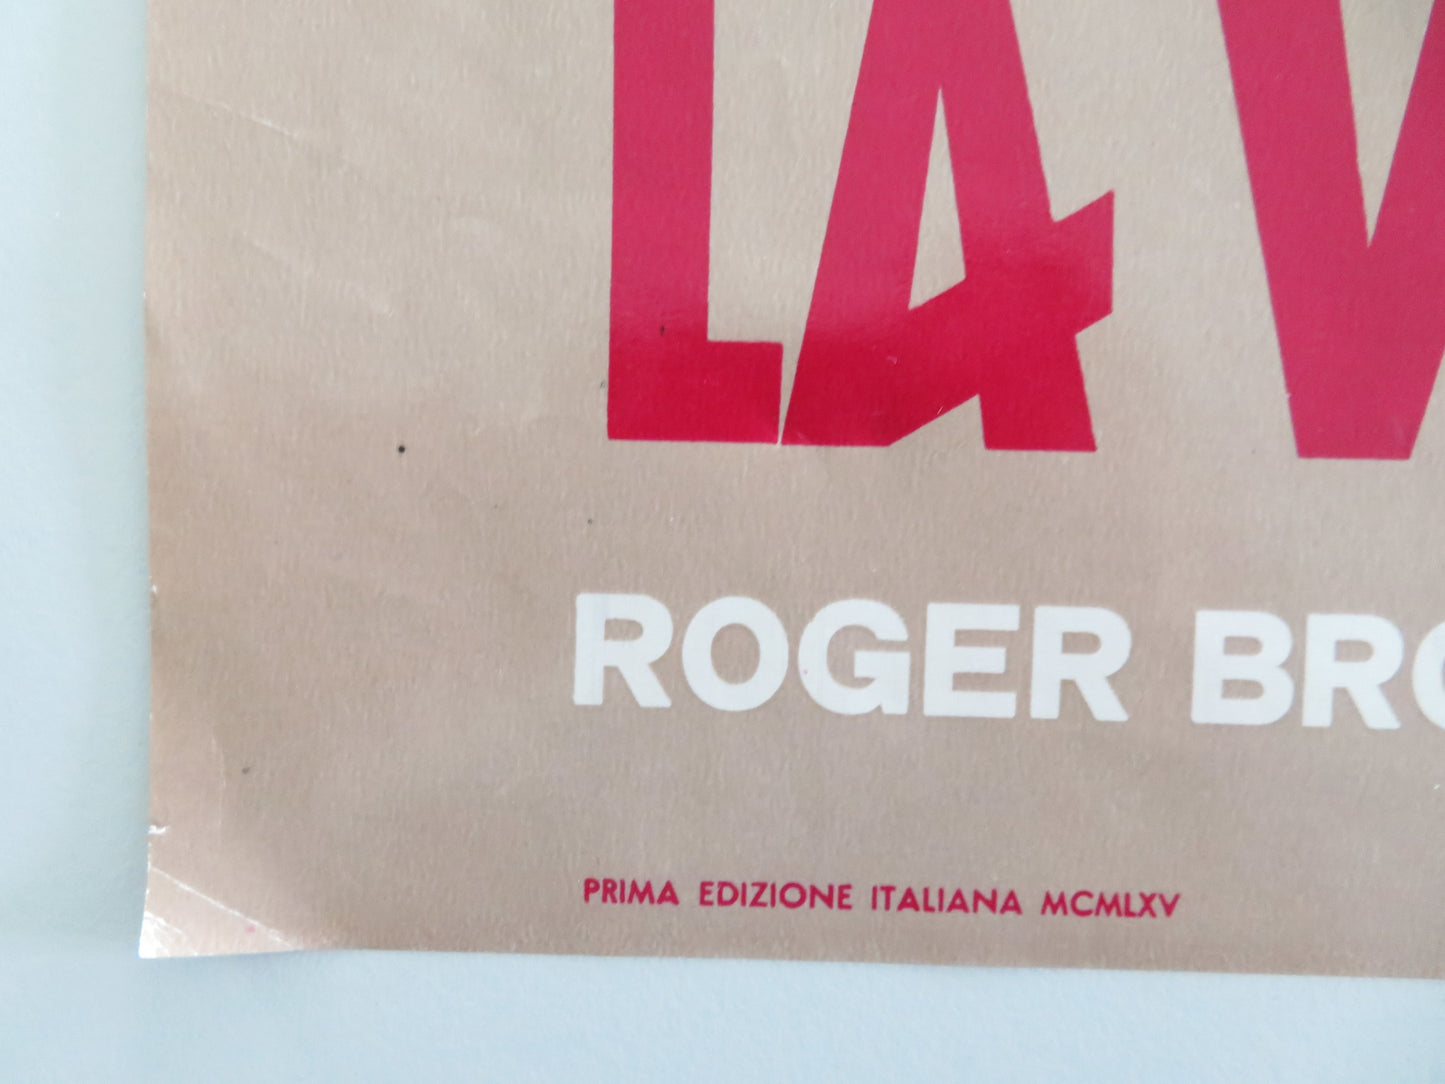 LA V
ROGER BRO
PRIMA EDIZIONE ITALIANA MCMLXV